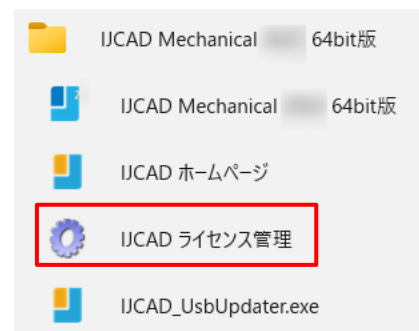 IJCAD Mechanical 64bit版
IJCAD Mechanical 64bit版
IJCAD ホームページ
IJCAD ライセンス管理
IJCAD_UsbUpdater.exe